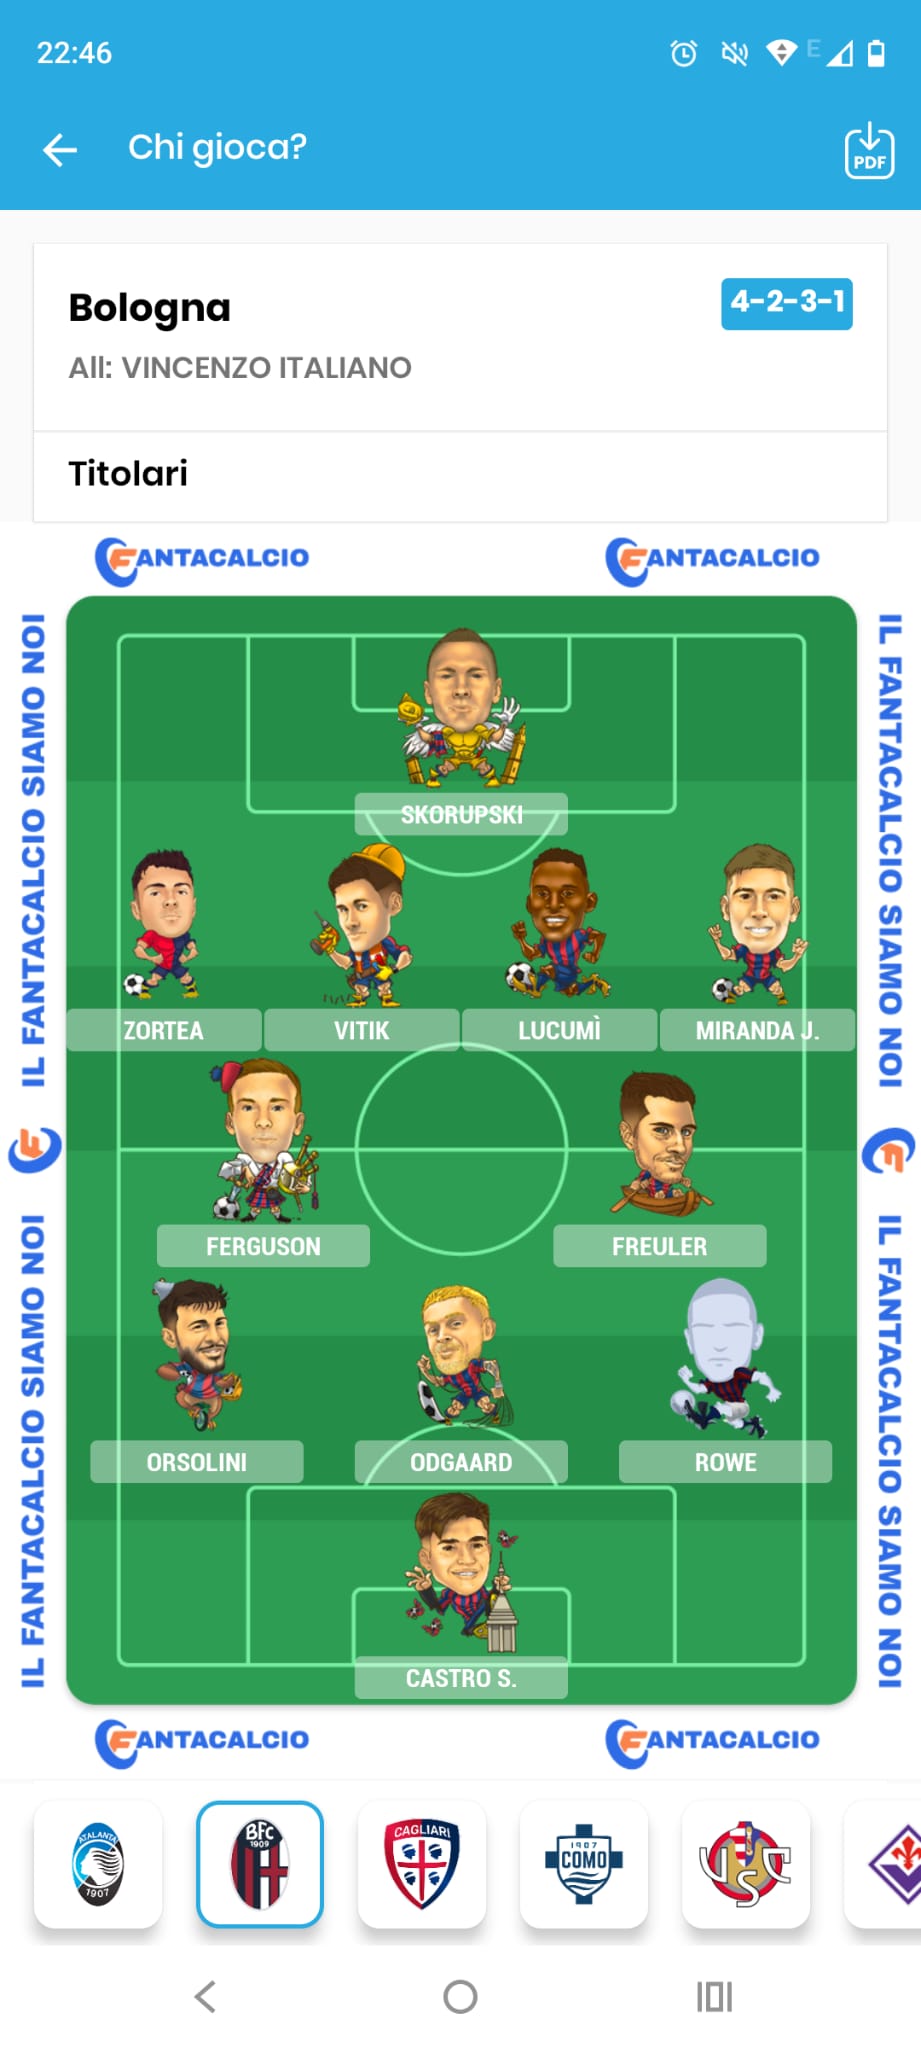 22:46
E
Chi gioca?
PDF
Bologna
4-2-3-1
All: VINCENZO ITALIANO
Titolari
FANTACALCIO
FANTACALCIO
IL FANTACALCIO SIAMO NOI
IL FANTACALCIO SIAMO NOI
SKORUPSKI
ZORTEA
VITIK
LUCUMÌ
MIRANDA J.
FERGUSON
FREULER
IL FANTACALCIO SIAMO NOI
IL FANTACALCIO SIAMO NOI
ORSOLINI
ODGAARD
ROWE
CASTRO S.
FANTACALCIO
FANTACALCIO
ATALANTA
1907
BFC
1909
CAGLIARI
1907
COMO
USC